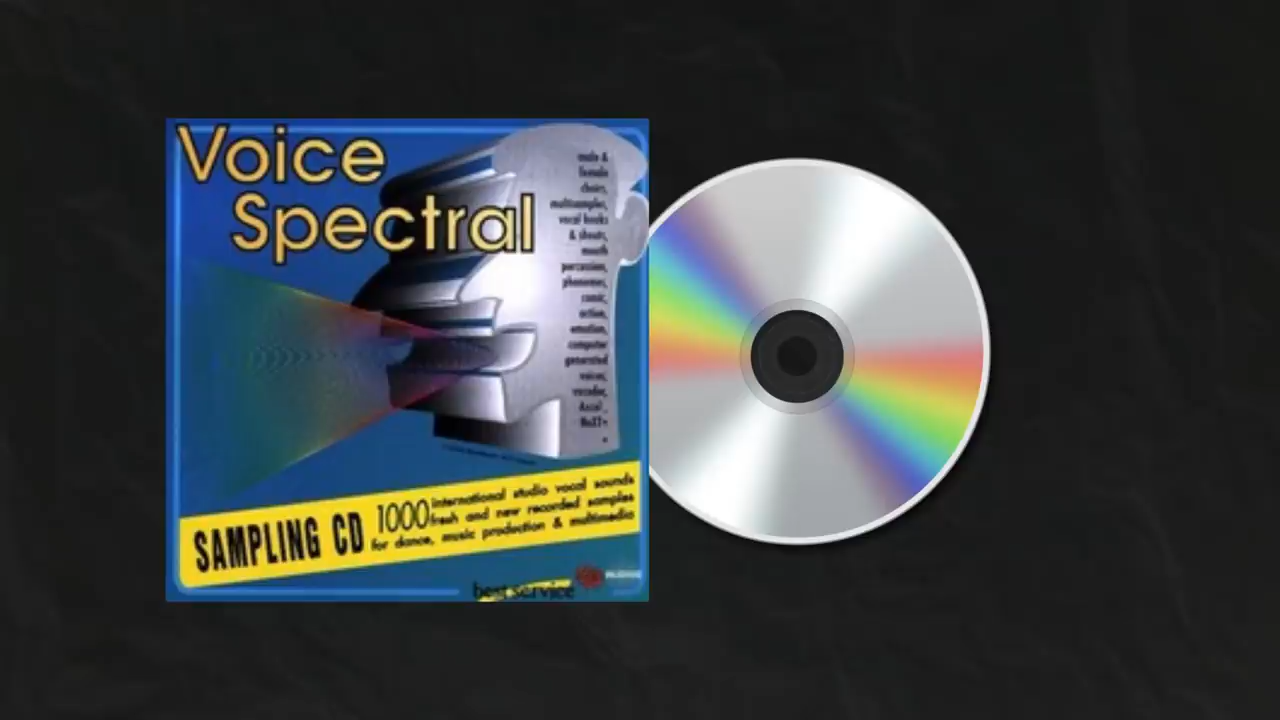 Voice
Spectral
male &
female
choirs,
multisamples,
vocal hooks
& shouts,
mouth
percussion,
phonemes,
comic,
action,
emotion,
computer
generated
voices,
vocoder,
SAMPLING CD
1000
international studio vocal sounds
fresh and new recorded samples
for dance, music production & multimedia
best service